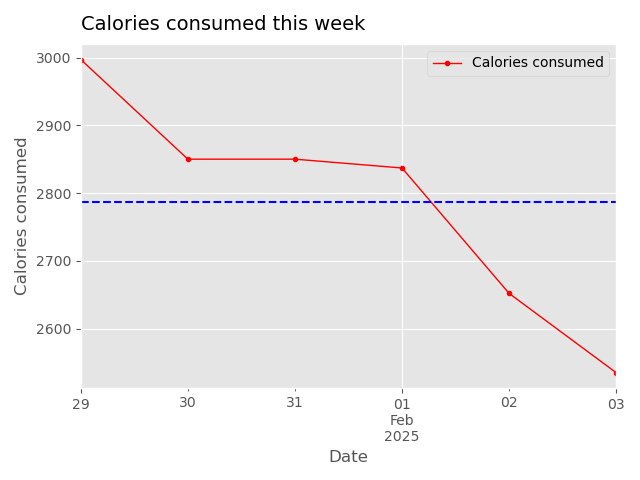 Calories consumed this week
Calories consumed
3000
2900
2800
2700
2600
Calories consumed
29
30
31
01
Feb
2025
02
03
Date